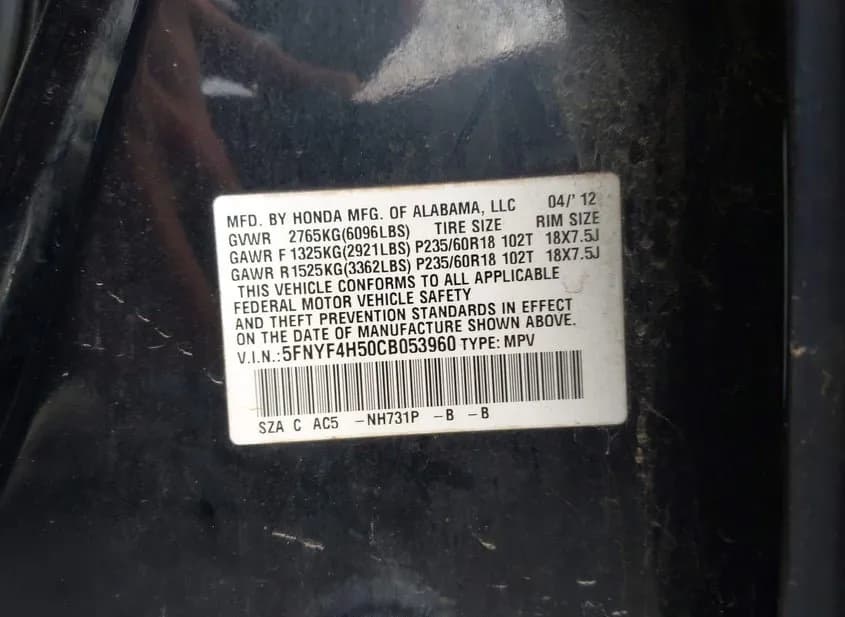 MFD. BY HONDA MFG. OF ALABAMA, LLC 04/'12
GVWR 2765KG(6096LBS) TIRE SIZE RIM SIZE
GAWR F1325KG(2921LBS) P235/60R18 102T 18X7.5J
GAWR R1525KG(3362LBS) P235/60R18 102T 18X7.5J
THIS VEHICLE CONFORMS TO ALL APPLICABLE
FEDERAL MOTOR VEHICLE SAFETY
AND THEFT PREVENTION STANDARDS IN EFFECT
ON THE DATE OF MANUFACTURE SHOWN ABOVE.
V.I.N.:5FNYF4H50CB053960 TYPE: MPV
SZA C AC5 -NH731P -B -B